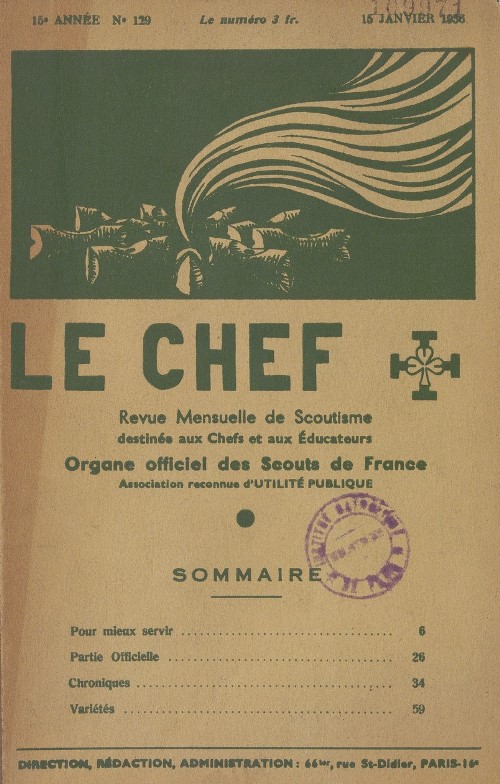 15e ANNÉE No 129 Le numéro 3 fr. 15 JANVIER 1936
LE CHEF
Revue Mensuelle de Scoutisme
destinée aux Chefs et aux Éducateurs
Organe officiel des Scouts de France
Association reconnue d'UTILITÉ PUBLIQUE
SOMMAIRE
Pour mieux servir 6
Partie Officielle 26
Chroniques 34
Variétés 59
DIRECTION, RÉDACTION, ADMINISTRATION : 66ter, rue St-Didier, PARIS-16e